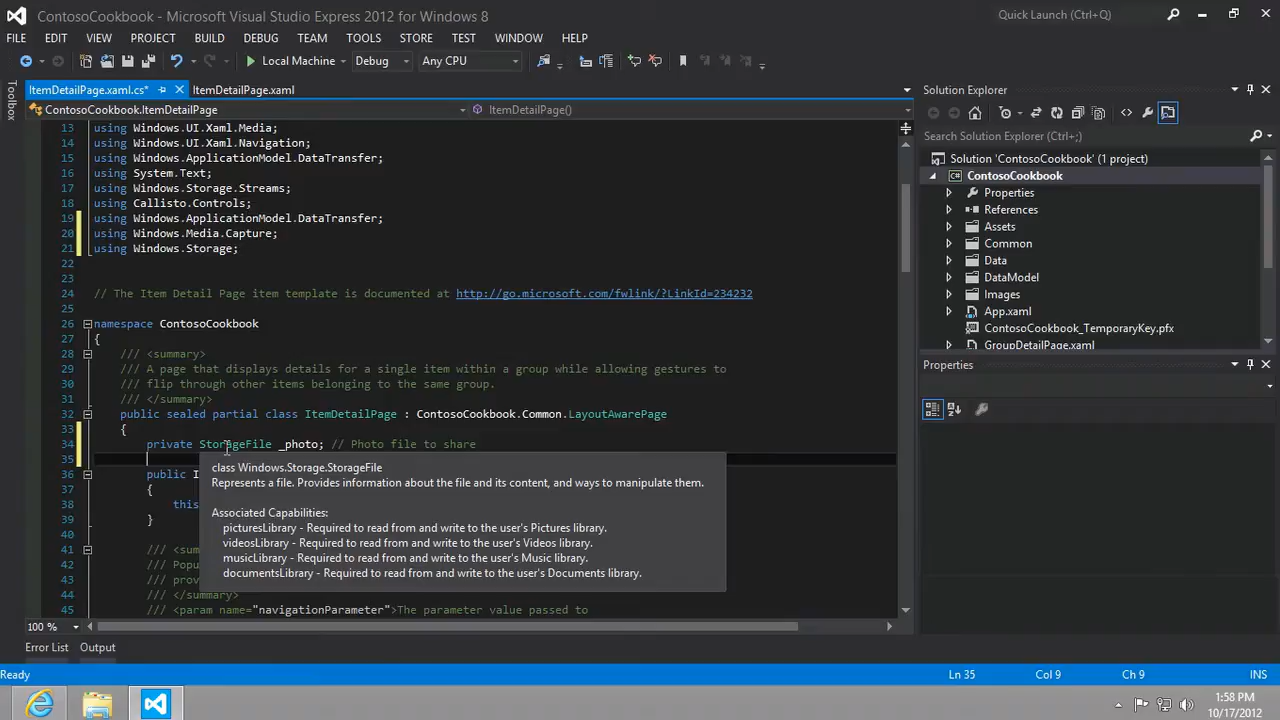 ContosoCookbook - Microsoft Visual Studio Express 2012 for Windows 8
Quick Launch (Ctrl+Q)
FILE EDIT VIEW PROJECT BUILD DEBUG TEAM TOOLS STORE TEST WINDOW HELP
Local Machine Debug Any CPU
Toolbox
ItemDetailPage.xaml.cs* ItemDetailPage.xaml
ContosoCookbook.ItemDetailPage ItemDetailPage()
13 using Windows.UI.Xaml.Media;
14 using Windows.UI.Xaml.Navigation;
15 using Windows.ApplicationModel.DataTransfer;
16 using System.Text;
17 using Windows.Storage.Streams;
18 using Callisto.Controls;
19 using Windows.ApplicationModel.DataTransfer;
20 using Windows.Media.Capture;
21 using Windows.Storage;
22
23
24 // The Item Detail Page item template is documented at http://go.microsoft.com/fwlink/?LinkId=234232
25
26 namespace ContosoCookbook
27 {
28 /// <summary>
29 /// A page that displays details for a single item within a group while allowing gestures to
30 /// flip through other items belonging to the same group.
31 /// </summary>
32 public sealed partial class ItemDetailPage : ContosoCookbook.Common.LayoutAwarePage
33 {
34 private StorageFile _photo; // Photo file to share
35
36 public I
37 {
38 this
39 }
40
41 /// <sum
42 /// Popu
43 /// prov
44 /// </summary>
45 /// <param name="navigationParameter">The parameter value passed to
class Windows.Storage.StorageFile
Represents a file. Provides information about the file and its content, and ways to manipulate them.
Associated Capabilities:
picturesLibrary - Required to read from and write to the user's Pictures library.
videosLibrary - Required to read from and write to the user's Videos library.
musicLibrary - Required to read from and write to the user's Music library.
documentsLibrary - Required to read from and write to the user's Documents library.
100 %
Solution Explorer
Search Solution Explorer (Ctrl+;)
Solution 'ContosoCookbook' (1 project)
C# ContosoCookbook
Properties
References
Assets
Common
Data
DataModel
Images
App.xaml
ContosoCookbook_TemporaryKey.pfx
GroupDetailPage.xaml
Properties
Error List Output
Ready Ln 35 Col 9 Ch 9 INS
1:58 PM
10/17/2012